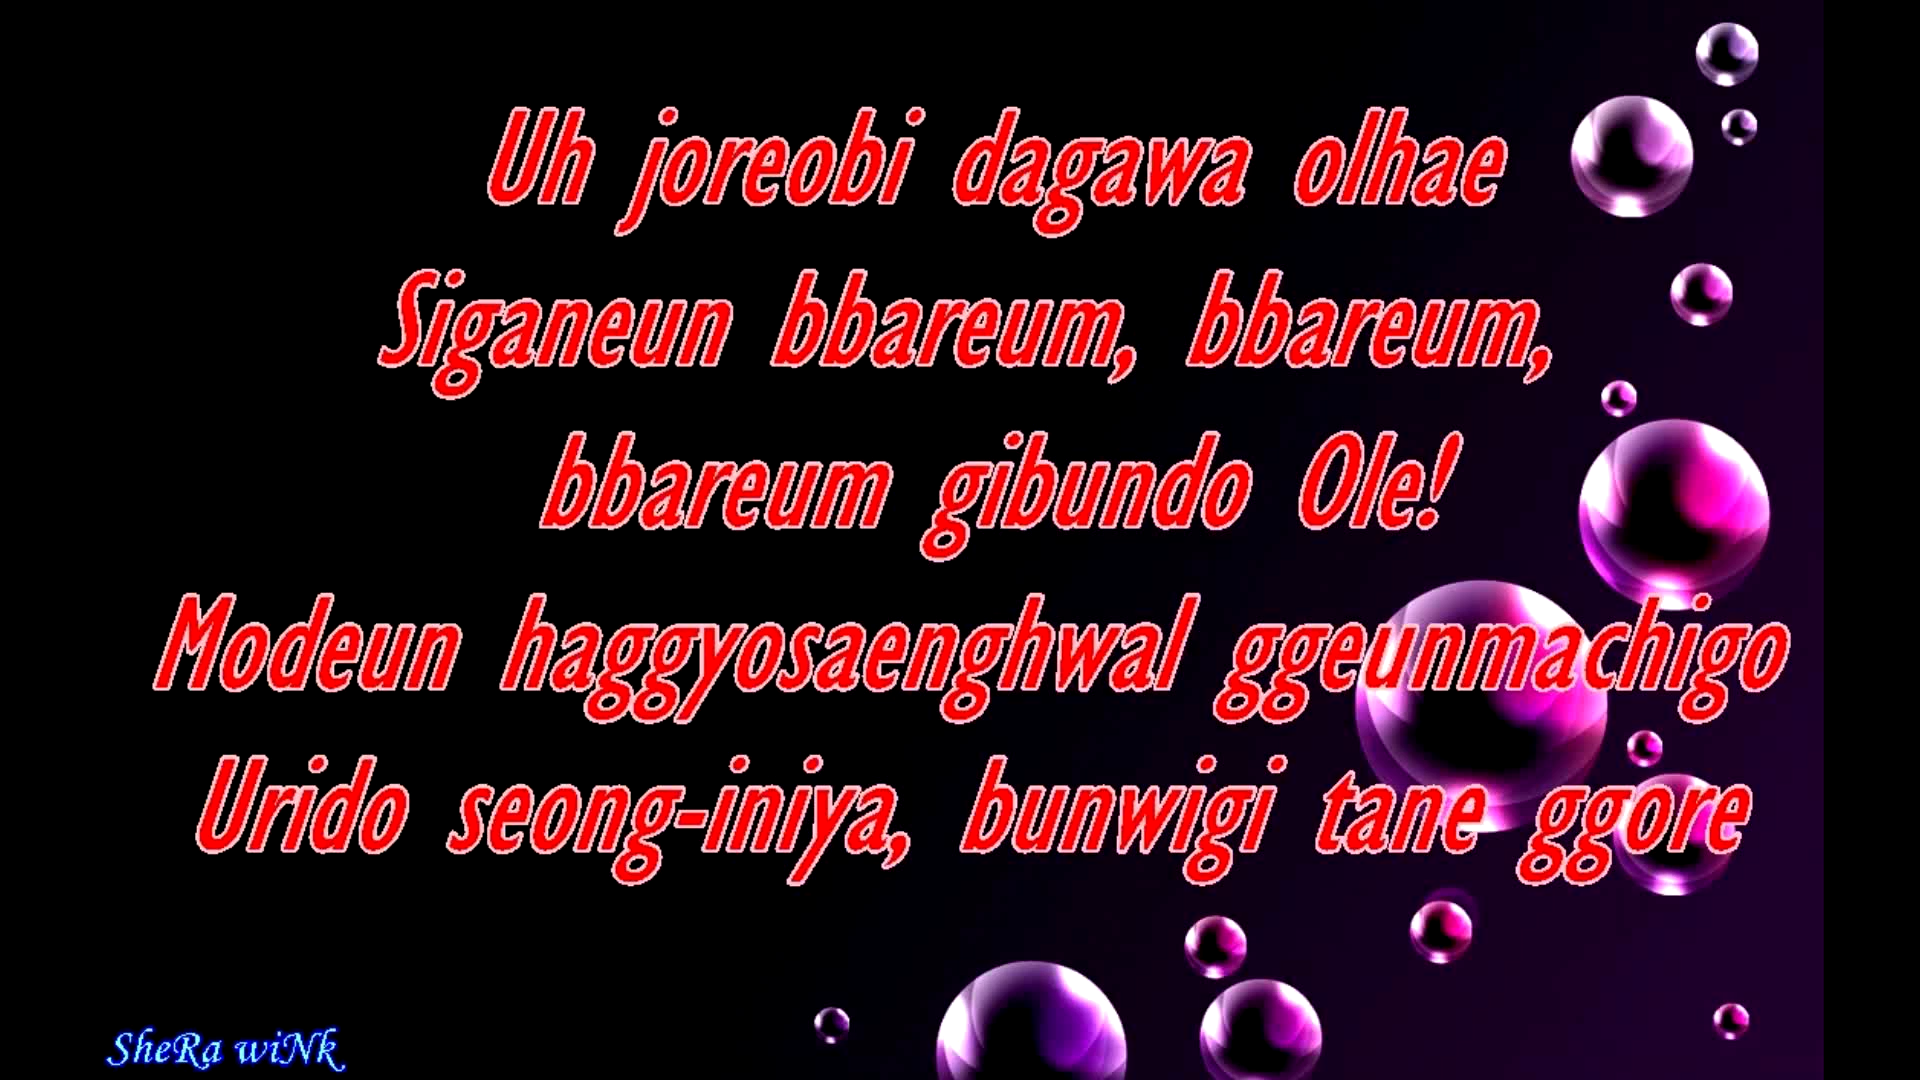 Uh joreobi dagawa olhae
Siganeun bbareum, bbareum,
bbareum gibundo Ole!
Modeun haggyosaenghwal ggeunmachigo
Urido seong-iniya, bunwigi tane ggore
SheRa wiNk